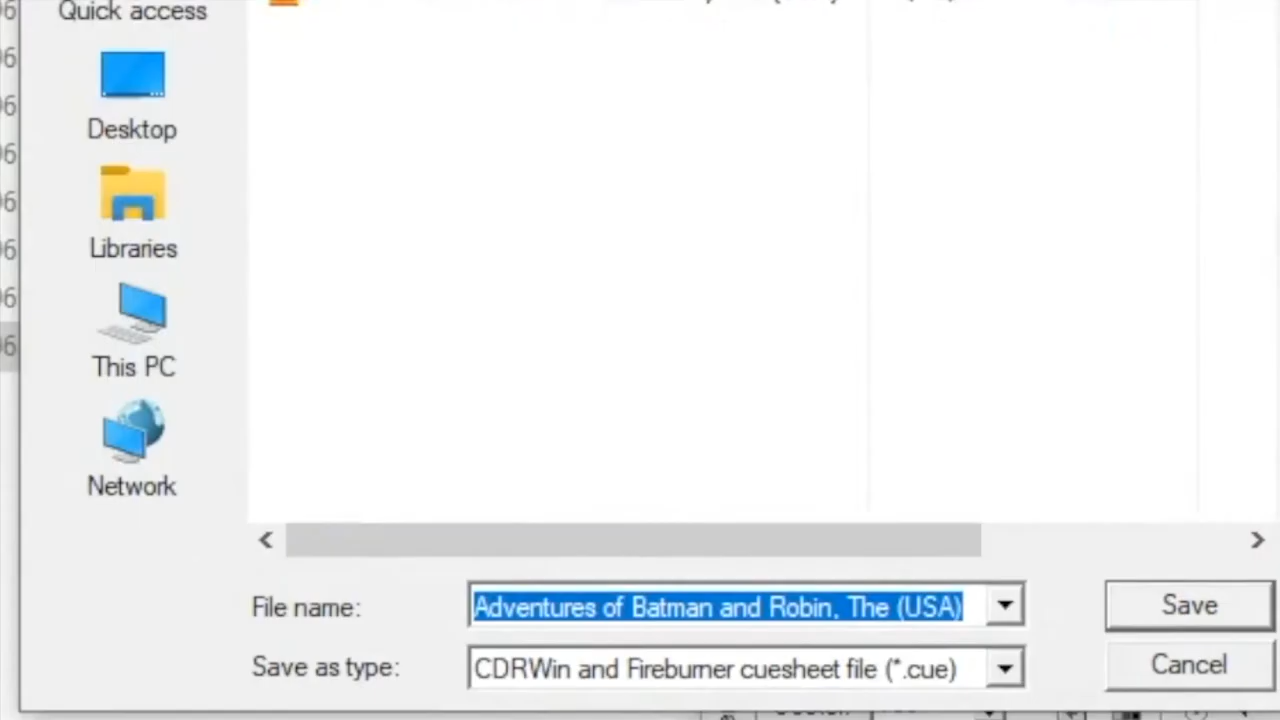 Quick access
Desktop
Libraries
This PC
Network
File name:
Adventures of Batman and Robin, The (USA)
Save
Save as type:
CDRWin and Fireburner cuesheet file (*.cue)
Cancel